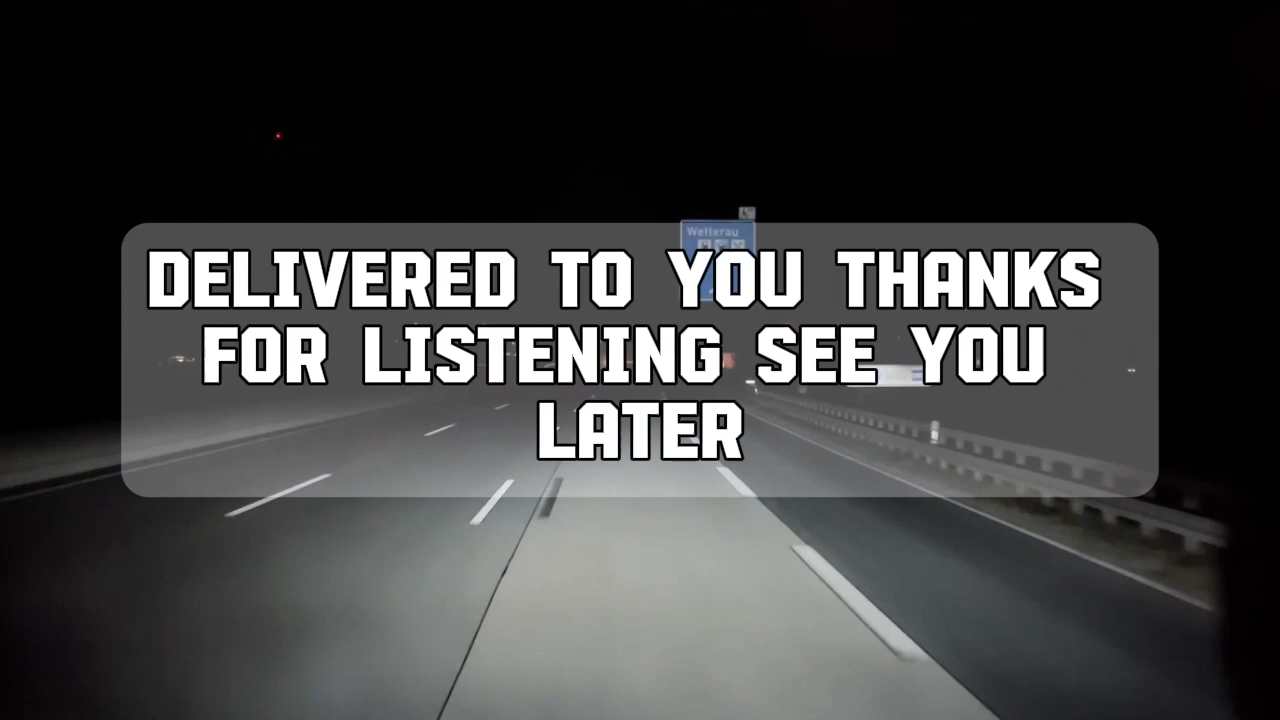 Wetterau
DELIVERED TO YOU THANKS
FOR LISTENING SEE YOU
LATER